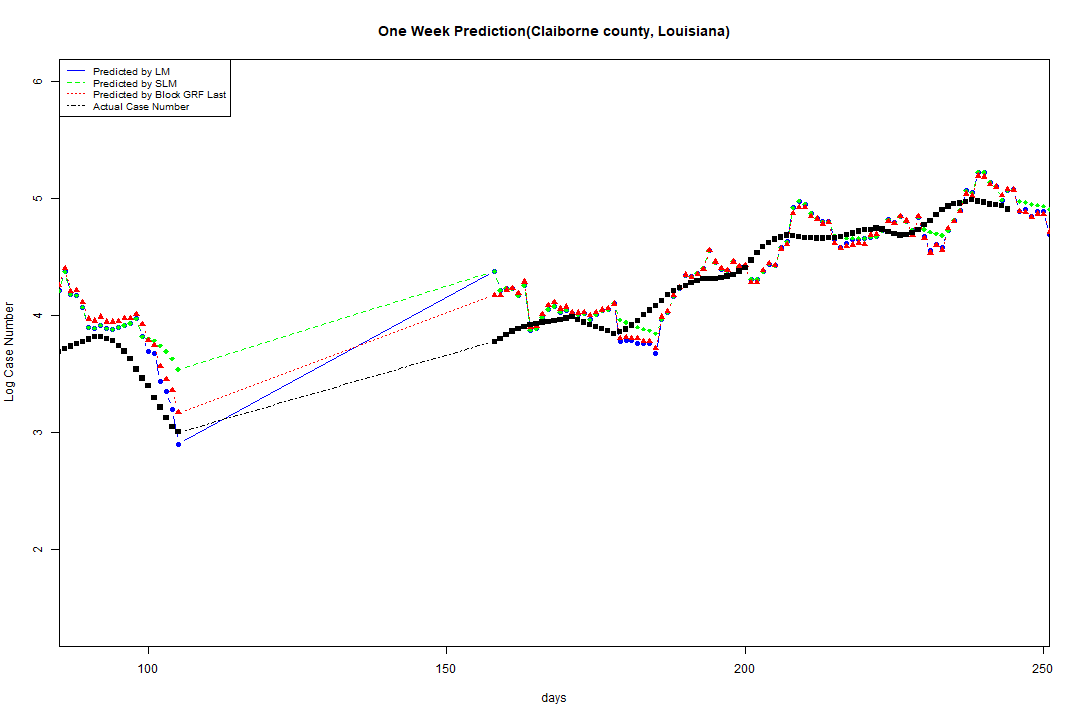 One Week Prediction(Claiborne county, Louisiana)
Predicted by LM
Predicted by SLM
Predicted by Block GRF Last
Actual Case Number
6
5
4
3
2
Log Case Number
100 150 200 250
days